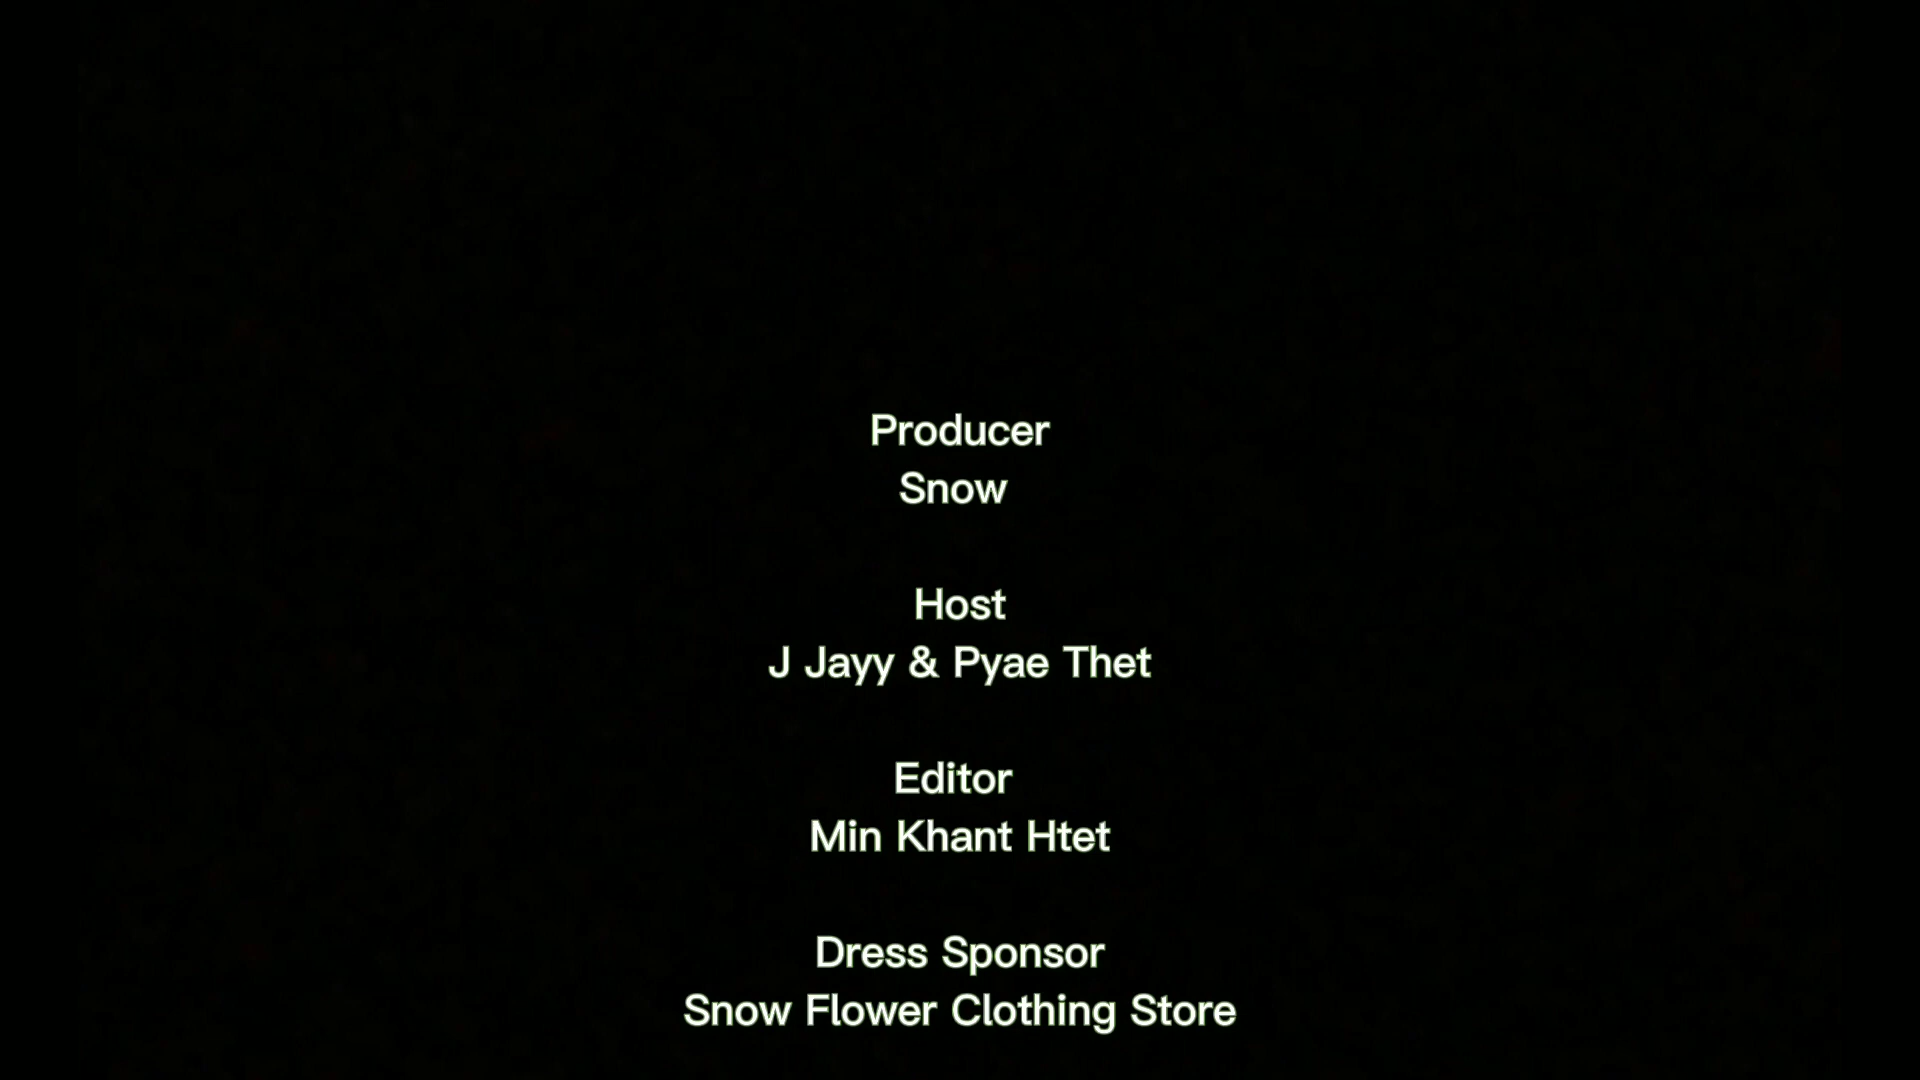 Producer
Snow
Host
J Jayy & Pyae Thet
Editor
Min Khant Htet
Dress Sponsor
Snow Flower Clothing Store